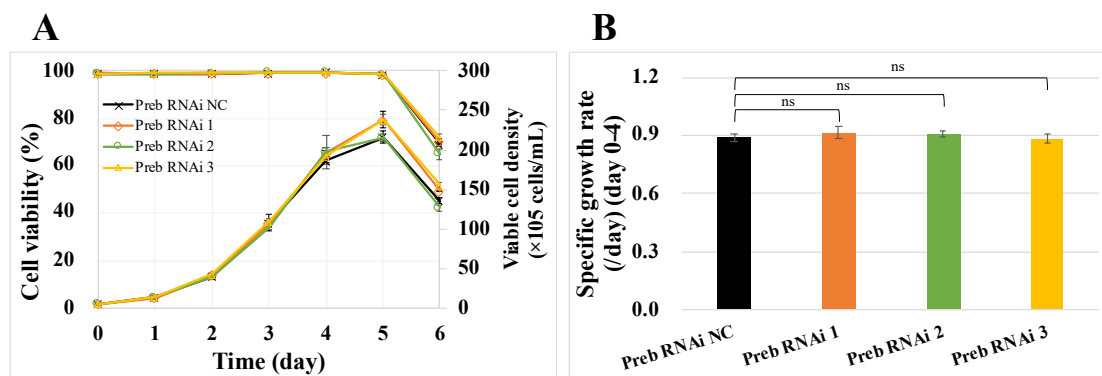 A
Cell viability (%)
100
80
60
40
20
0
Preb RNAi NC
Preb RNAi 1
Preb RNAi 2
Preb RNAi 3
300
250
200
150
100
50
0
Viable cell density
(×105 cells/mL)
0 1 2 3 4 5 6
Time (day)
B
Specific growth rate
(/day) (day 0-4)
1.2
0.9
0.6
0.3
0.0
ns
ns
ns
Preb RNAi NC
Preb RNAi 1
Preb RNAi 2
Preb RNAi 3